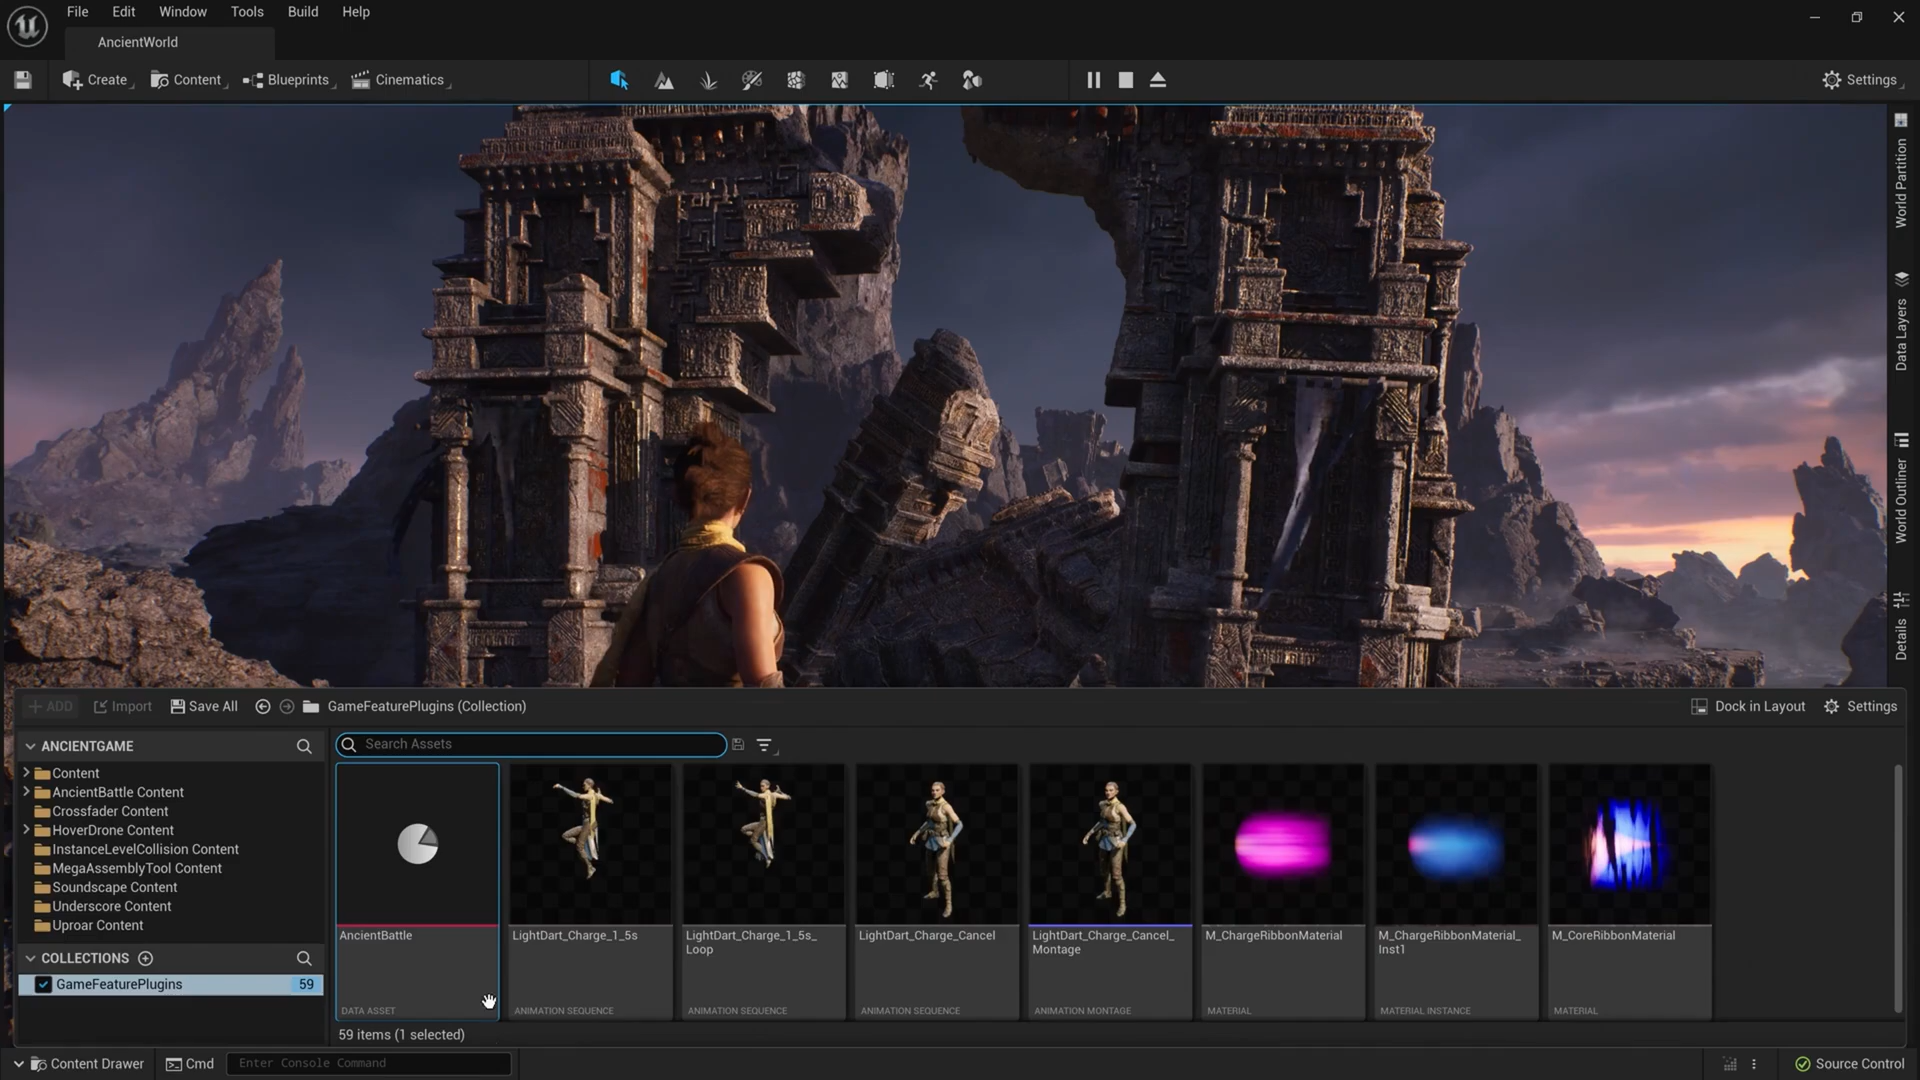 File Edit Window Tools Build Help
AncientWorld
Create Content Blueprints Cinematics Settings
World Partition
Data Layers
World Outliner
Details
+ ADD Import Save All GameFeaturePlugins (Collection) Dock in Layout Settings
ANCIENTGAME
Content
AncientBattle Content
Crossfader Content
HoverDrone Content
InstanceLevelCollision Content
MegaAssemblyTool Content
Soundscape Content
Underscore Content
Uproar Content
COLLECTIONS
GameFeaturePlugins 59
Search Assets
AncientBattle
DATA ASSET
LightDart_Charge_1_5s
ANIMATION SEQUENCE
LightDart_Charge_1_5s_
Loop
ANIMATION SEQUENCE
LightDart_Charge_Cancel
ANIMATION SEQUENCE
LightDart_Charge_Cancel_
Montage
ANIMATION MONTAGE
M_ChargeRibbonMaterial
MATERIAL
M_ChargeRibbonMaterial_
Inst1
MATERIAL INSTANCE
M_CoreRibbonMaterial
MATERIAL
59 items (1 selected)
Content Drawer Cmd Enter Console Command Source Control